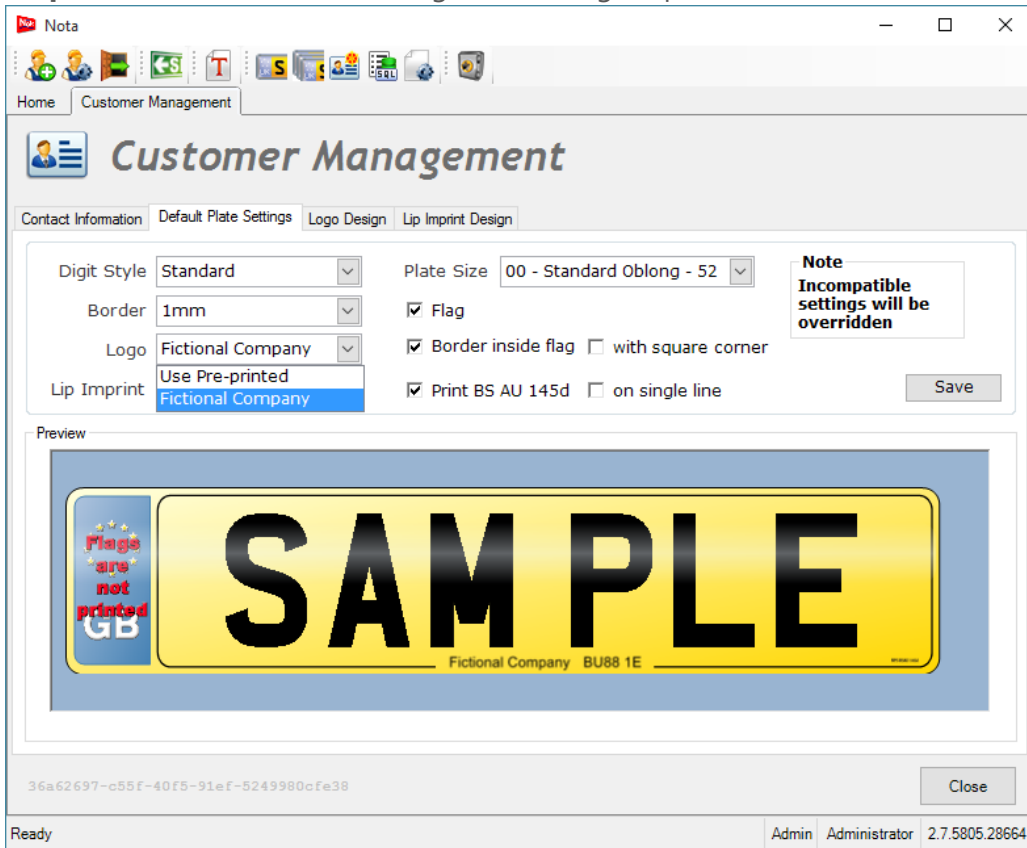 Nota
T S S SQL
Home Customer Management
Customer Management
Contact Information Default Plate Settings Logo Design Lip Imprint Design
Digit Style Standard Plate Size 00 - Standard Oblong - 52
Note
Incompatible
settings will be
overridden
Border 1mm Flag
Logo Fictional Company Border inside flag with square corner
Use Pre-printed
Lip Imprint Fictional Company Print BS AU 145d on single line Save
Preview
Flags
are
not
printed
GB
SAMPLE
Fictional Company BU88 1E
36a62697-c55f-40f5-91ef-5249980cfe38
Close
Ready Admin Administrator 2.7.5805.28664